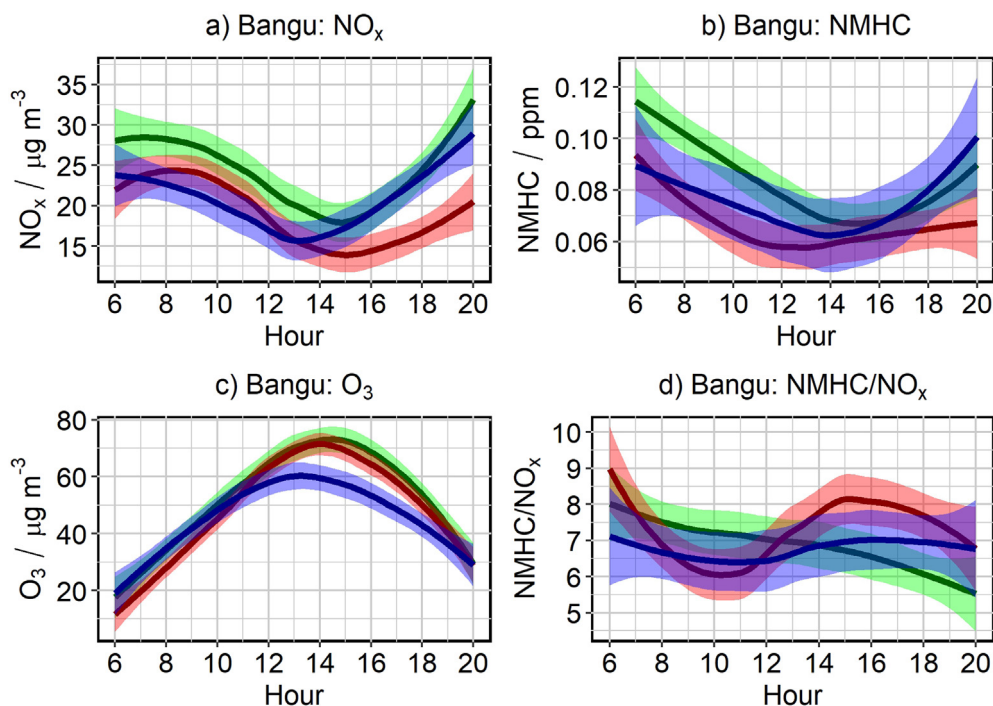 a) Bangu: NOₓ
NOₓ / μg m⁻³
35
30
25
20
15
6 8 10 12 14 16 18 20
Hour
b) Bangu: NMHC
NMHC / ppm
0.12
0.10
0.08
0.06
6 8 10 12 14 16 18 20
Hour
c) Bangu: O₃
O₃ / μg m⁻³
80
60
40
20
6 8 10 12 14 16 18 20
Hour
d) Bangu: NMHC/NOₓ
NMHC/NOₓ
10
9
8
7
6
5
6 8 10 12 14 16 18 20
Hour